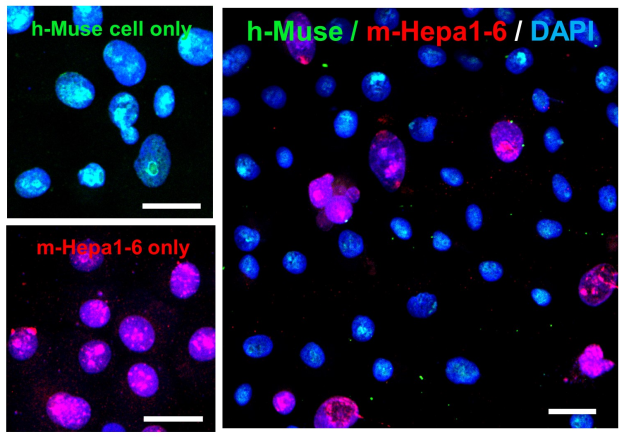 h-Muse cell only
h-Muse / m-Hepa1-6 / DAPI
m-Hepa1-6 only